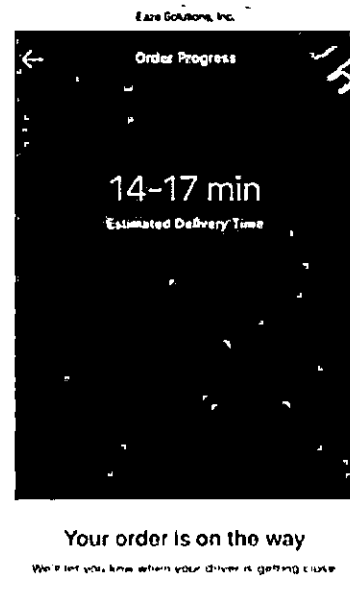 Eaze Solutions, Inc.
Order Progress
14-17 min
Estimated Delivery Time
Your order is on the way
We'll let you know when your driver is getting close